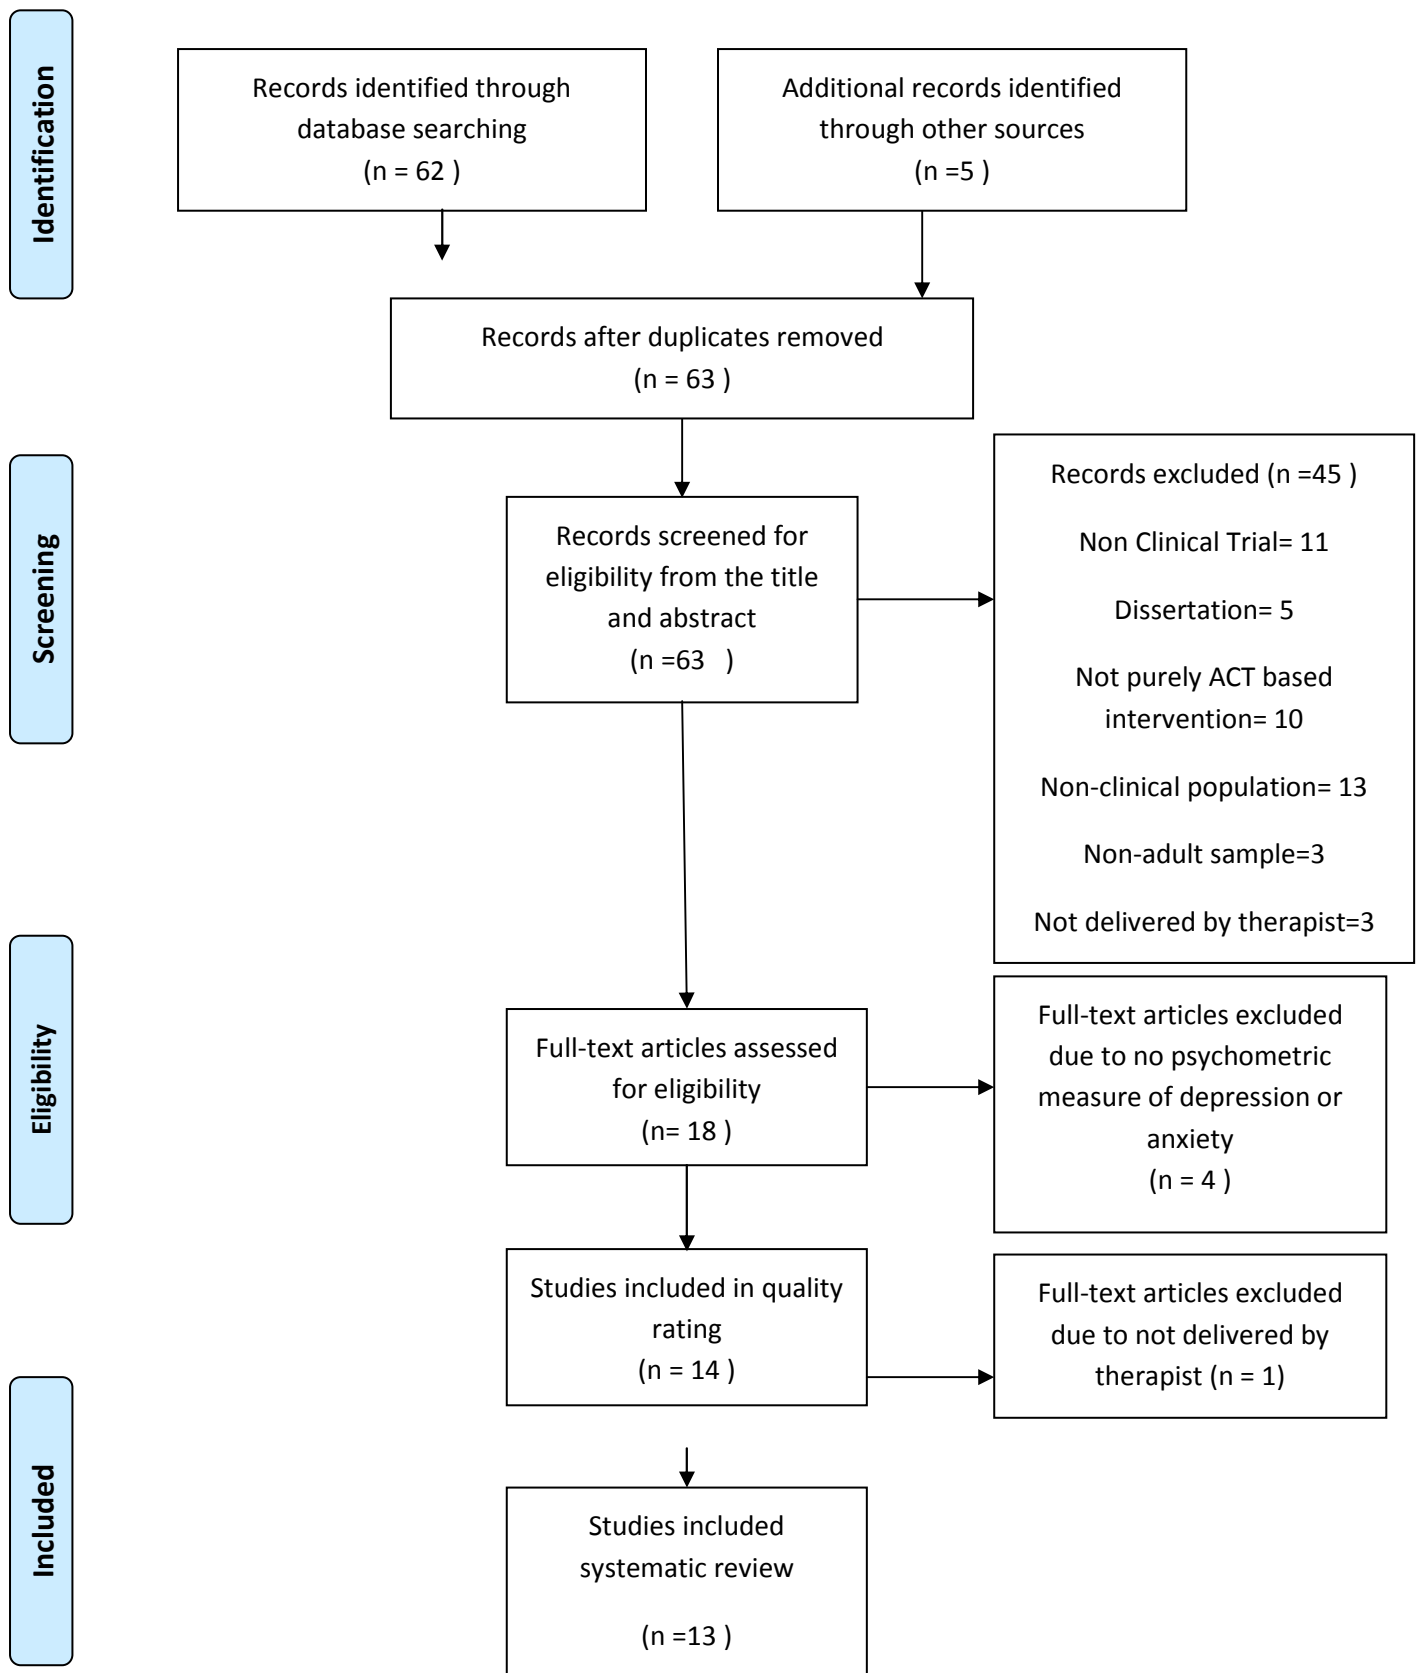 Identification
Records identified through
database searching
(n = 62 )
Additional records identified
through other sources
(n =5 )
Records after duplicates removed
(n = 63 )
Screening
Records screened for
eligibility from the title
and abstract
(n =63 )
Records excluded (n =45 )
Non Clinical Trial= 11
Dissertation= 5
Not purely ACT based
intervention= 10
Non-clinical population= 13
Non-adult sample=3
Not delivered by therapist=3
Eligibility
Full-text articles assessed
for eligibility
(n= 18 )
Full-text articles excluded
due to no psychometric
measure of depression or
anxiety
(n = 4 )
Studies included in quality
rating
(n = 14 )
Full-text articles excluded
due to not delivered by
therapist (n = 1)
Included
Studies included
systematic review
(n =13 )